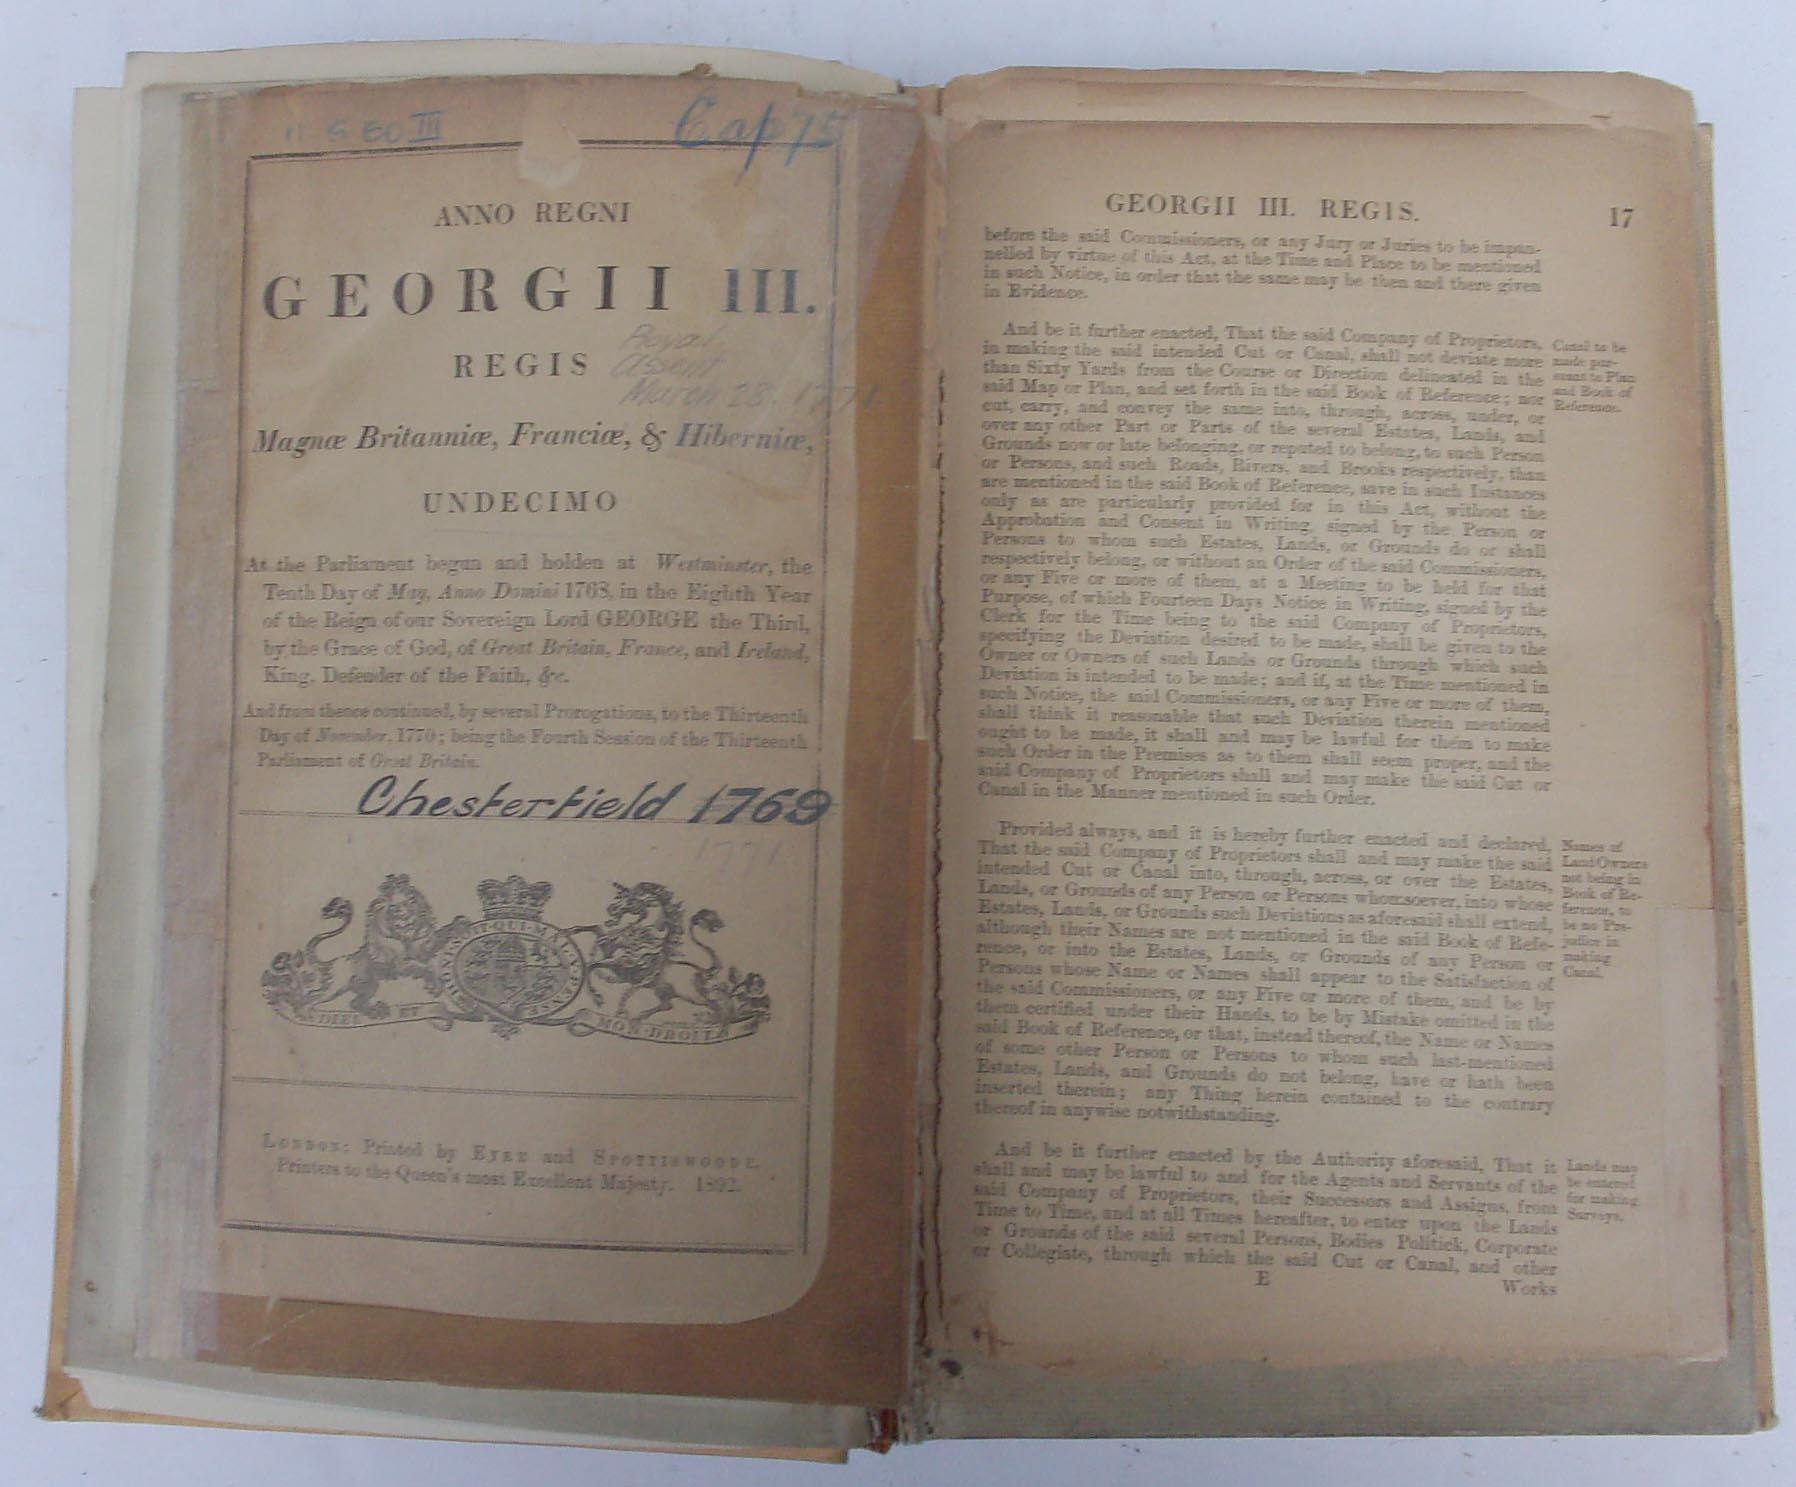 11 GEO III
Cap 75
ANNO REGNI
GEORGII III.
REGIS
Royal
assent
March 28. 1771
Magnæ Britanniæ, Franciæ, & Hiberniæ,
UNDECIMO
At the Parliament begun and holden at Westminster, the
Tenth Day of May, Anno Domini 1768, in the Eighth Year
of the Reign of our Sovereign Lord GEORGE the Third,
by the Grace of God, of Great Britain, France, and Ireland,
King, Defender of the Faith, &c.
And from thence continued, by several Prorogations, to the Thirteenth
Day of November, 1770; being the Fourth Session of the Thirteenth
Parliament of Great Britain.
Chesterfield 1769
1771
HONI SOIT QUI MAL Y PENSE
DIEU ET MON DROIT
LONDON: Printed by EYRE and SPOTTISWOODE,
Printers to the Queen's most Excellent Majesty. 1892.
GEORGII III. REGIS. 17
before the said Commissioners, or any Jury or Juries to be impan-
nelled by virtue of this Act, at the Time and Place to be mentioned
in such Notice, in order that the same may be then and there given
in Evidence.
And be it further enacted, That the said Company of Proprietors,
in making the said intended Cut or Canal, shall not deviate more
than Sixty Yards from the Course or Direction delineated in the
said Map or Plan, and set forth in the said Book of Reference; nor
cut, carry, and convey the same into, through, across, under, or
over any other Part or Parts of the several Estates, Lands, and
Grounds now or late belonging, or reputed to belong, to such Person
or Persons, and such Roads, Rivers, and Brooks respectively, than
are mentioned in the said Book of Reference, save in such Instances
only as are particularly provided for in this Act, without the
Approbation and Consent in Writing, signed by the Person or
Persons to whom such Estates, Lands, or Grounds do or shall
respectively belong, or without an Order of the said Commissioners,
or any Five or more of them, at a Meeting to be held for that
Purpose, of which Fourteen Days Notice in Writing, signed by the
Clerk for the Time being to the said Company of Proprietors,
specifying the Deviation desired to be made, shall be given to the
Owner or Owners of such Lands or Grounds through which such
Deviation is intended to be made; and if, at the Time mentioned in
such Notice, the said Commissioners, or any Five or more of them,
shall think it reasonable that such Deviation therein mentioned
ought to be made, it shall and may be lawful for them to make
such Order in the Premises as to them shall seem proper, and the
said Company of Proprietors shall and may make the said Cut or
Canal in the Manner mentioned in such Order.
Canal to be
made pur-
suant to Plan
and Book of
Reference.
Provided always, and it is hereby further enacted and declared,
That the said Company of Proprietors shall and may make the said
intended Cut or Canal into, through, across, or over the Estates,
Lands, or Grounds of any Person or Persons whomsoever, into whose
Estates, Lands, or Grounds such Deviations as aforesaid shall extend,
although their Names are not mentioned in the said Book of Refe-
rence, or into the Estates, Lands, or Grounds of any Person or
Persons whose Name or Names shall appear to the Satisfaction of
the said Commissioners, or any Five or more of them, and be by
them certified under their Hands, to be by Mistake omitted in the
said Book of Reference, or that, instead thereof, the Name or Names
of some other Person or Persons to whom such last-mentioned
Estates, Lands, and Grounds do not belong, have or hath been
inserted therein; any Thing herein contained to the contrary
thereof in anywise notwithstanding.
Names of
Land Owners
not being in
Book of Re-
ference, to
be no Pre-
judice in
making
Canal.
And be it further enacted by the Authority aforesaid, That it
shall and may be lawful to and for the Agents and Servants of the
said Company of Proprietors, their Successors and Assigns, from
Time to Time, and at all Times hereafter, to enter upon the Lands
or Grounds of the said several Persons, Bodies Politick, Corporate
or Collegiate, through which the said Cut or Canal, and other
Lands may
be entered
for making
Surveys.
E
Works